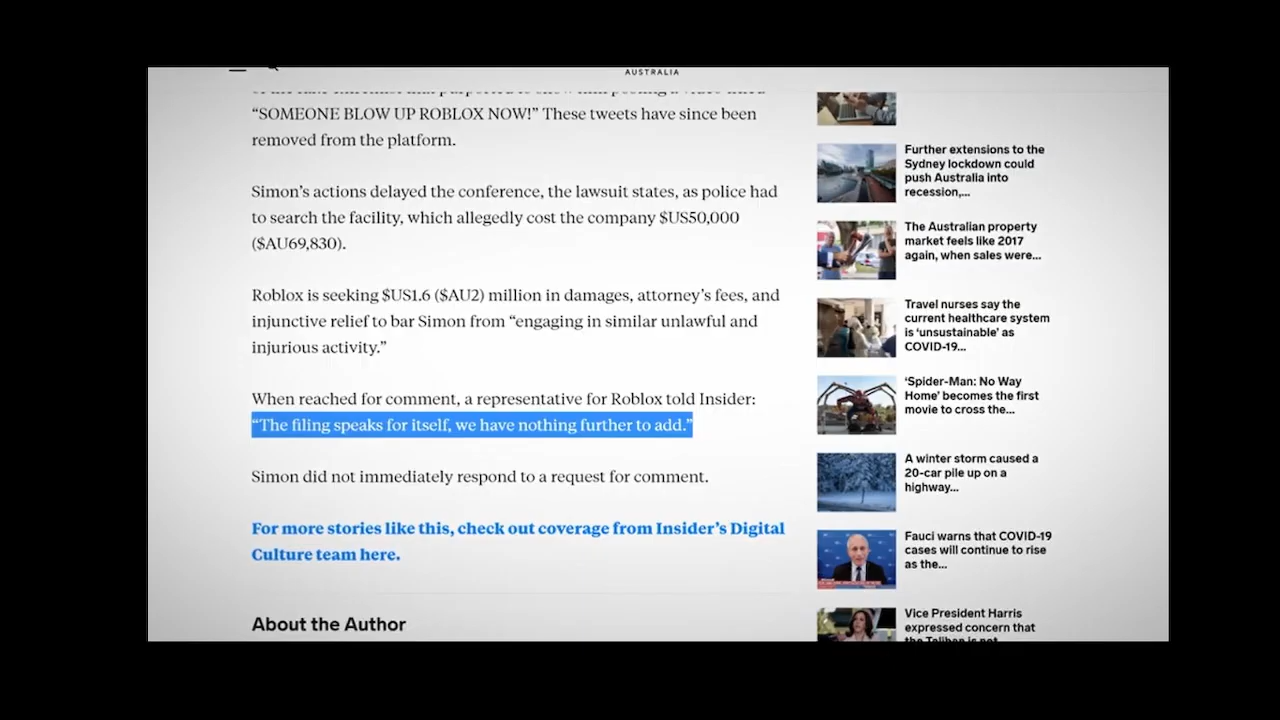 AUSTRALIA
“SOMEONE BLOW UP ROBLOX NOW!” These tweets have since been
removed from the platform.
Simon’s actions delayed the conference, the lawsuit states, as police had
to search the facility, which allegedly cost the company $US50,000
($AU69,830).
Roblox is seeking $US1.6 ($AU2) million in damages, attorney’s fees, and
injunctive relief to bar Simon from “engaging in similar unlawful and
injurious activity.”
When reached for comment, a representative for Roblox told Insider:
“The filing speaks for itself, we have nothing further to add.”
Simon did not immediately respond to a request for comment.
For more stories like this, check out coverage from Insider’s Digital
Culture team here.
About the Author
Further extensions to the
Sydney lockdown could
push Australia into
recession,...
The Australian property
market feels like 2017
again, when sales were...
Travel nurses say the
current healthcare system
is ‘unsustainable’ as
COVID-19...
‘Spider-Man: No Way
Home’ becomes the first
movie to cross the...
A winter storm caused a
20-car pile up on a
highway...
Fauci warns that COVID-19
cases will continue to rise
as the...
Vice President Harris
expressed concern that
the Taliban is not